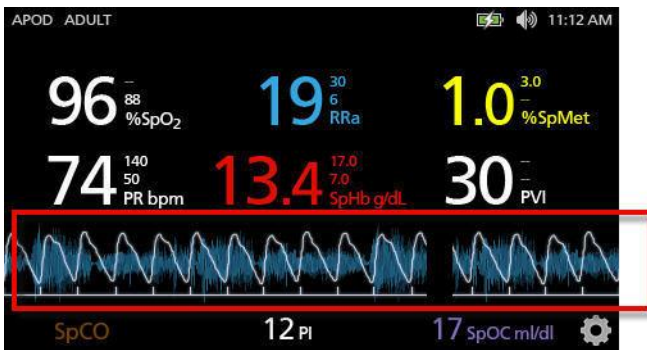 APOD ADULT 11:12 AM
96 – 88 %SpO₂ 19 30 6 RRa 1.0 3.0 – %SpMet
74 140 50 PR bpm 13.4 17.0 7.0 SpHb g/dL 30 – – PVI
SpCO 12 PI 17 SpOC ml/dl